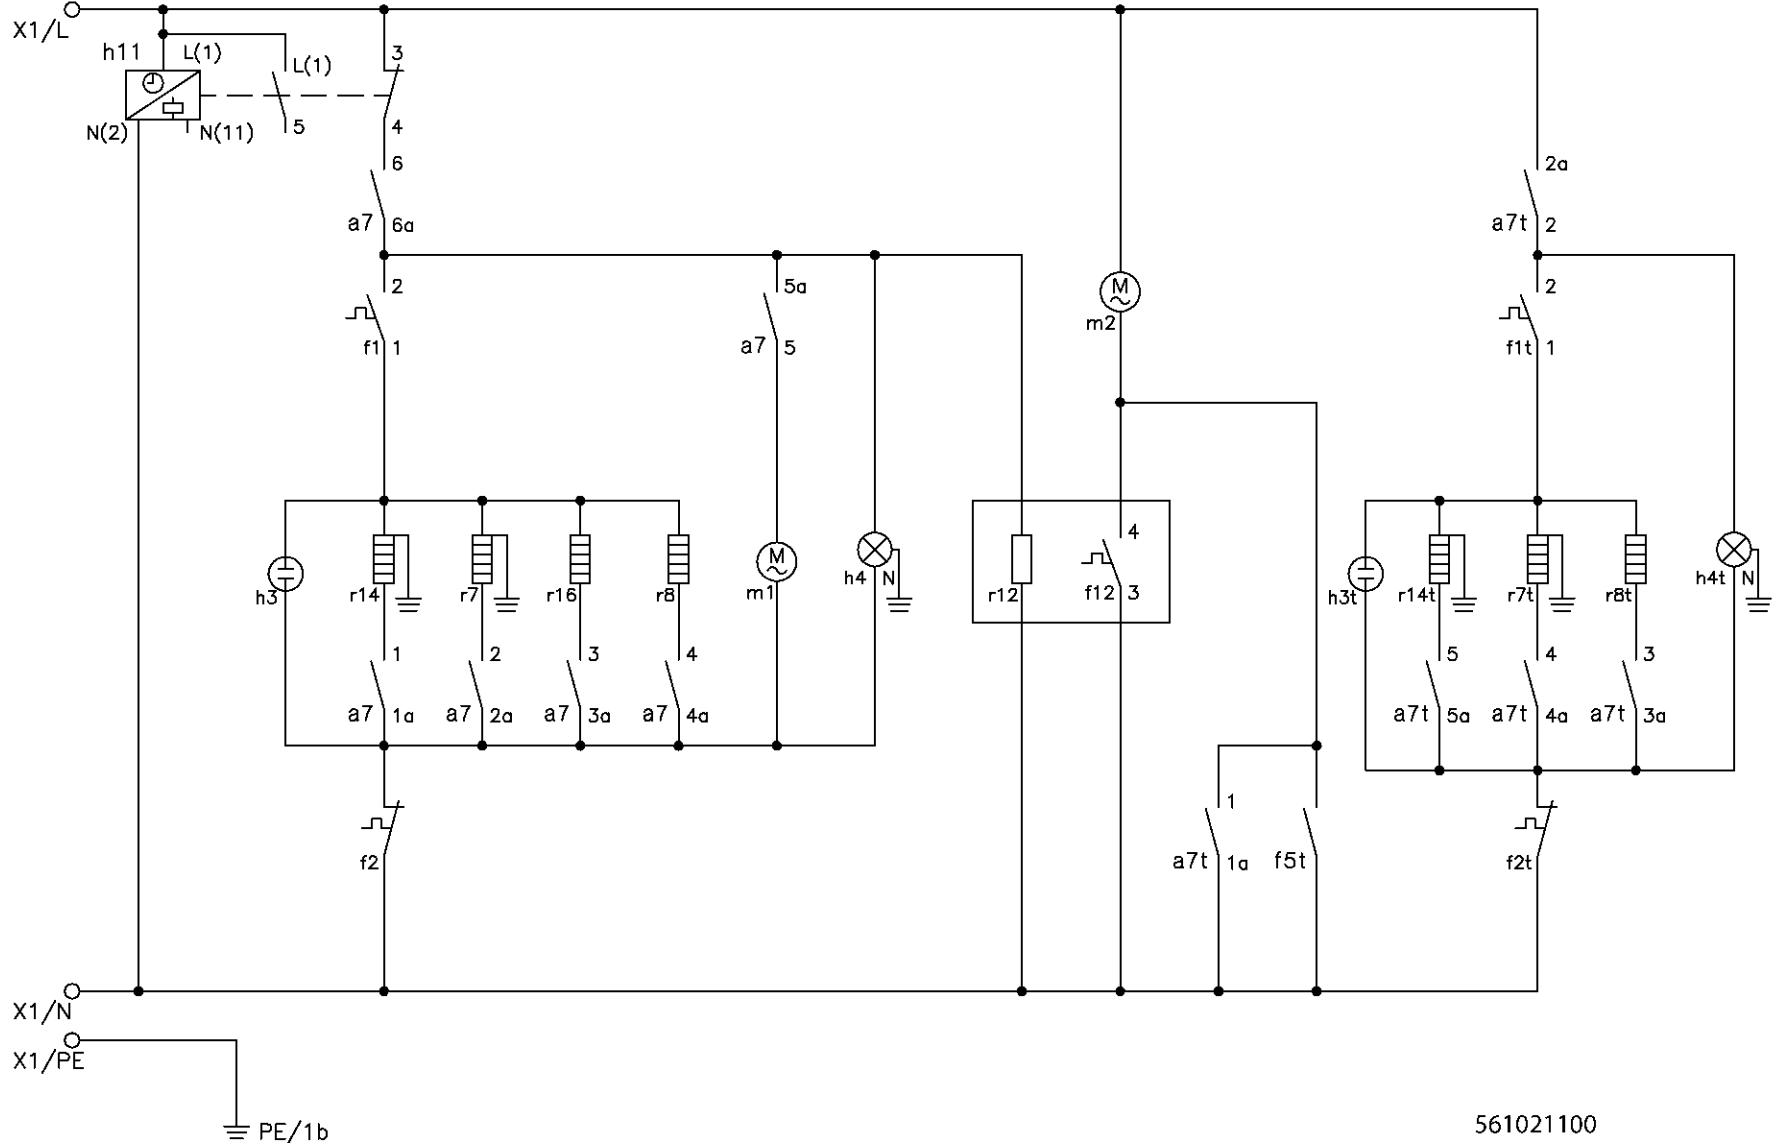 X1/L
h11
L(1)
N(2)
N(11)
L(1)
5
3
4
6
a7 6a
2
f1 1
5a
a7 5
M
m2
2a
a7t 2
2
f1t 1
h3
r14
r7
r16
r8
M
m1
h4 N
r12
4
f12 3
h3t
r14t
r7t
r8t
h4t N
1
a7 1a
2
a7 2a
3
a7 3a
4
a7 4a
5
a7t 5a
4
a7t 4a
3
a7t 3a
f2
1
a7t 1a
f5t
f2t
X1/N
X1/PE
PE/1b
561021100